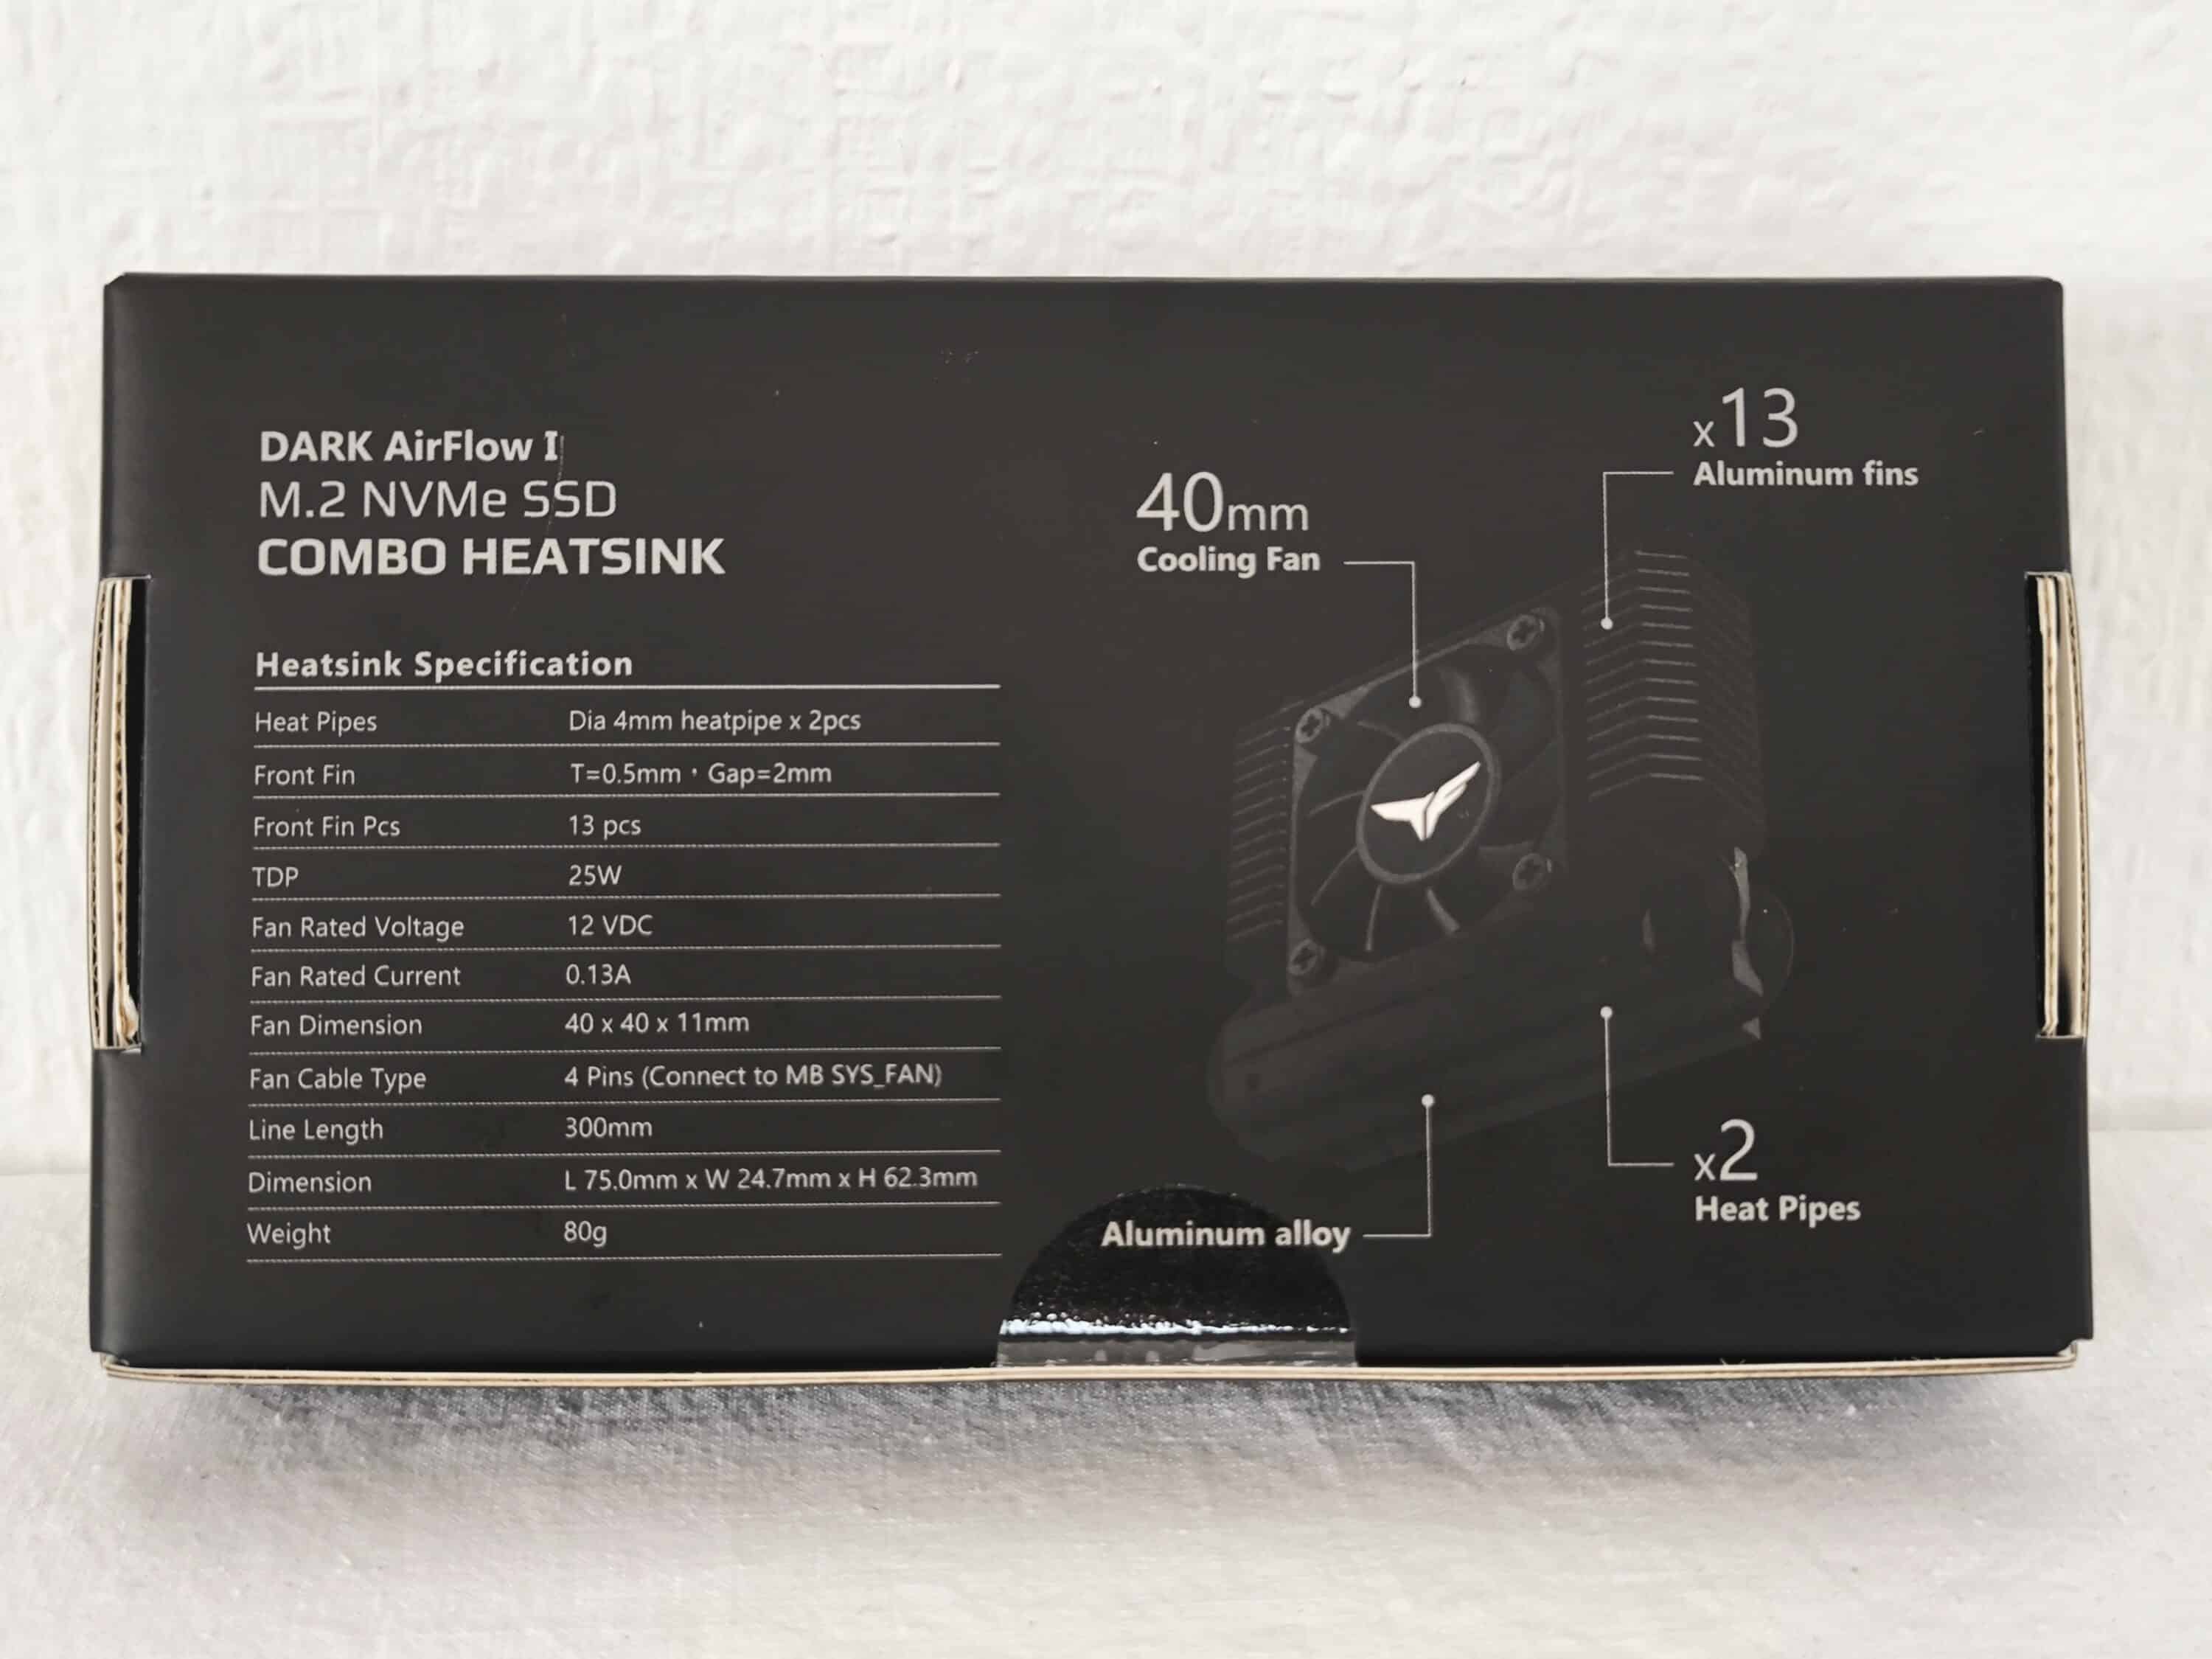 DARK AirFlow I
M.2 NVMe SSD
COMBO HEATSINK
Heatsink Specification
Heat Pipes Dia 4mm heatpipe x 2pcs
Front Fin T=0.5mm，Gap=2mm
Front Fin Pcs 13 pcs
TDP 25W
Fan Rated Voltage 12 VDC
Fan Rated Current 0.13A
Fan Dimension 40 x 40 x 11mm
Fan Cable Type 4 Pins (Connect to MB SYS_FAN)
Line Length 300mm
Dimension L 75.0mm x W 24.7mm x H 62.3mm
Weight 80g
40mm
Cooling Fan
x13
Aluminum fins
Aluminum alloy
x2
Heat Pipes